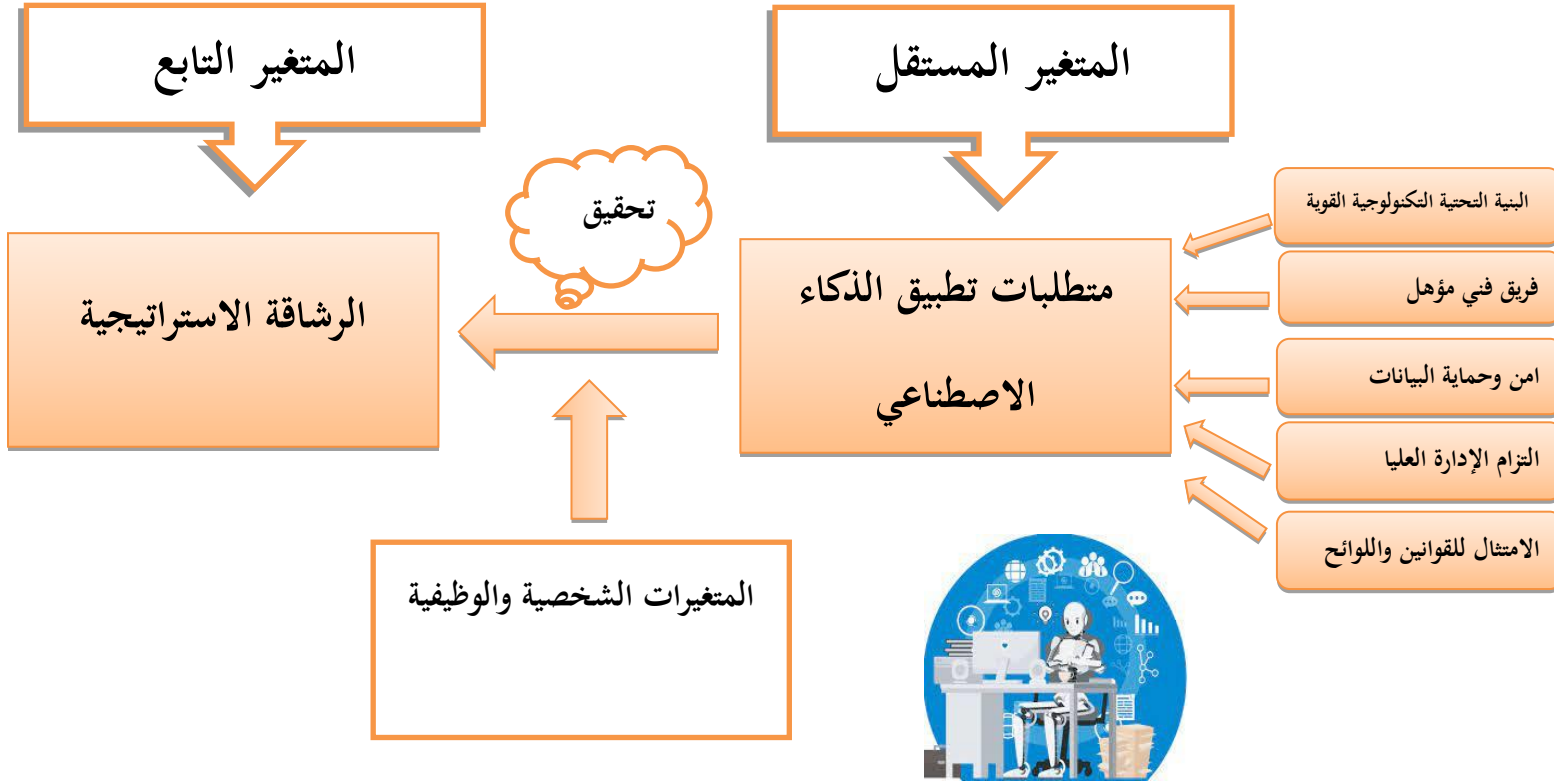 المتغير المستقل
المتغير التابع
تحقيق
البنية التحتية التكنولوجية القوية
فريق فني مؤهل
امن وحماية البيانات
التزام الإدارة العليا
الامتثال للقوانين واللوائح
متطلبات تطبيق الذكاء
الاصطناعي
الرشاقة الاستراتيجية
المتغيرات الشخصية والوظيفية